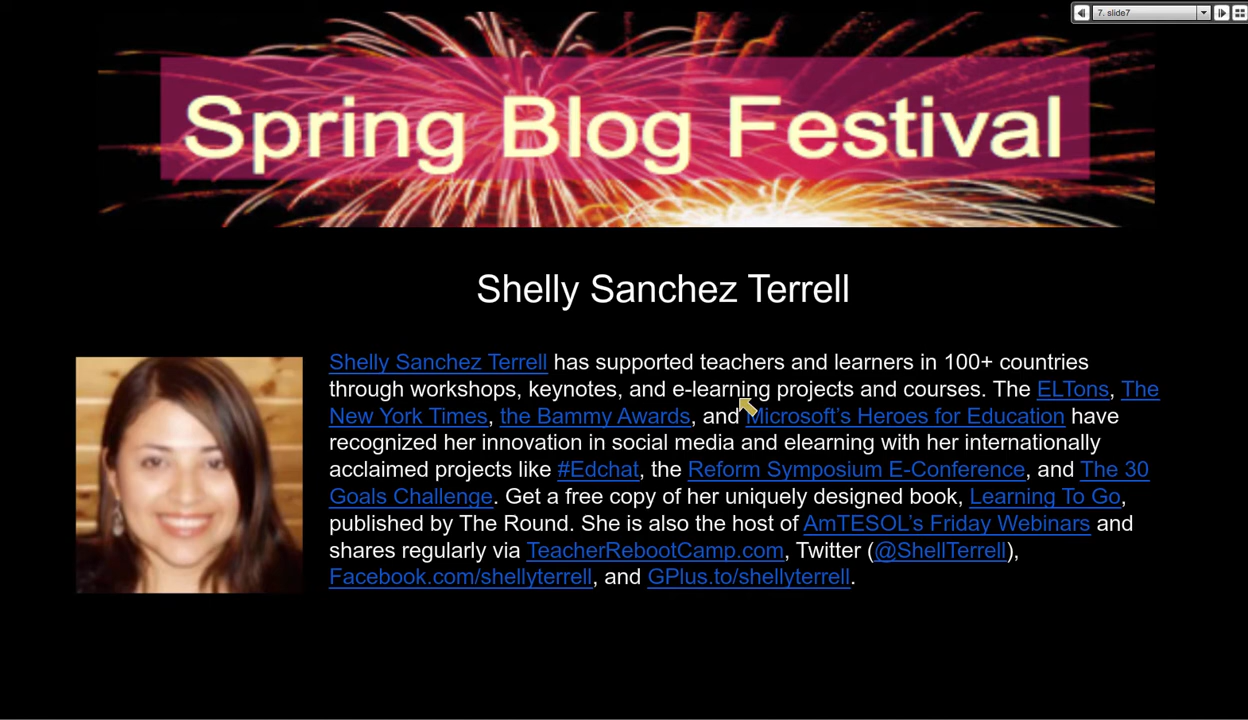 7. slide7
Spring Blog Festival
Shelly Sanchez Terrell
Shelly Sanchez Terrell has supported teachers and learners in 100+ countries
through workshops, keynotes, and e-learning projects and courses. The ELTons, The
New York Times, the Bammy Awards, and Microsoft’s Heroes for Education have
recognized her innovation in social media and elearning with her internationally
acclaimed projects like #Edchat, the Reform Symposium E-Conference, and The 30
Goals Challenge. Get a free copy of her uniquely designed book, Learning To Go,
published by The Round. She is also the host of AmTESOL’s Friday Webinars and
shares regularly via TeacherRebootCamp.com, Twitter (@ShellTerrell),
Facebook.com/shellyterrell, and GPlus.to/shellyterrell.